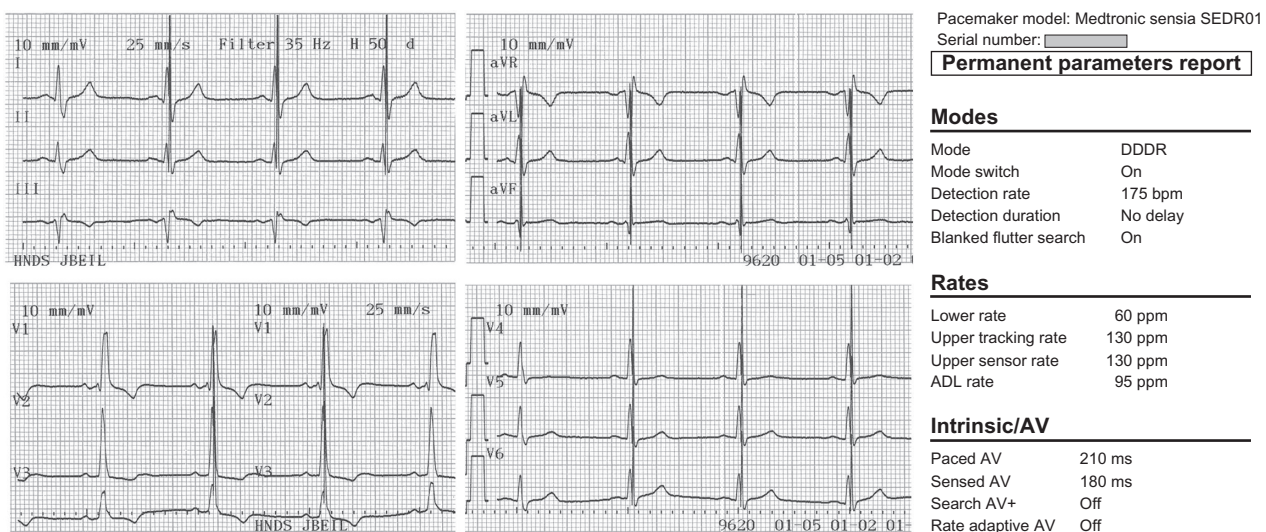 10 mm/mV 25 mm/s Filter 35 Hz H 50 d
I
II
III
HNDS JBEIL
10 mm/mV
aVR
aVL
aVF
9620 01-05 01-02
10 mm/mV 10 mm/mV 25 mm/s
V1 V1
V2 V2
V3 V3
HNDS JBEIL
10 mm/mV
V4
V5
V6
9620 01-05 01-02 01-
Pacemaker model: Medtronic sensia SEDR01
Serial number:
Permanent parameters report
Modes
Mode DDDR
Mode switch On
Detection rate 175 bpm
Detection duration No delay
Blanked flutter search On
Rates
Lower rate 60 ppm
Upper tracking rate 130 ppm
Upper sensor rate 130 ppm
ADL rate 95 ppm
Intrinsic/AV
Paced AV 210 ms
Sensed AV 180 ms
Search AV+ Off
Rate adaptive AV Off